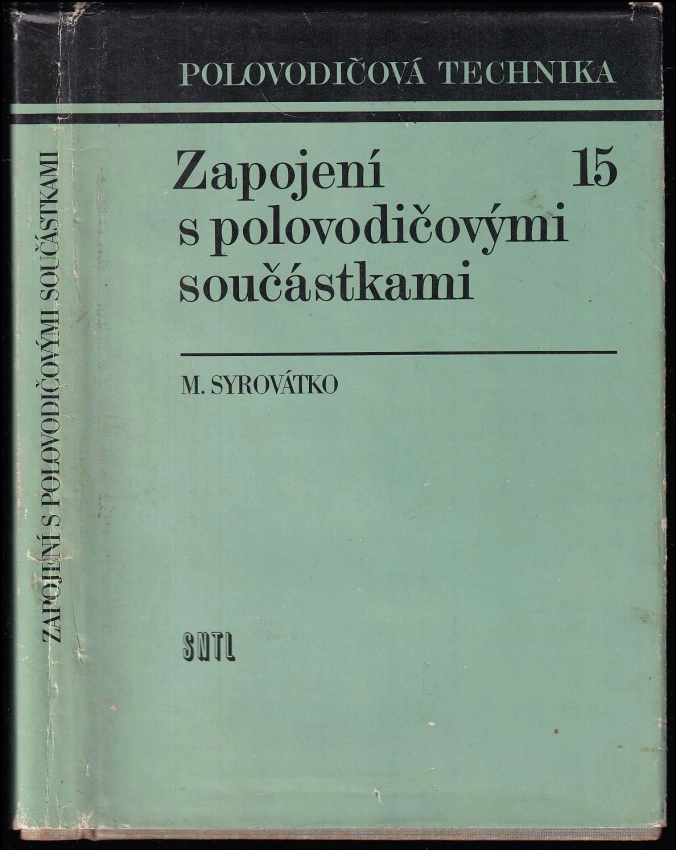 POLOVODIČOVÁ TECHNIKA
Zapojení 15
s polovodičovými
součástkami
M. SYROVÁTKO
SNTL
ZAPOJENÍ S POLOVODIČOVÝMI SOUČÁSTKAMI